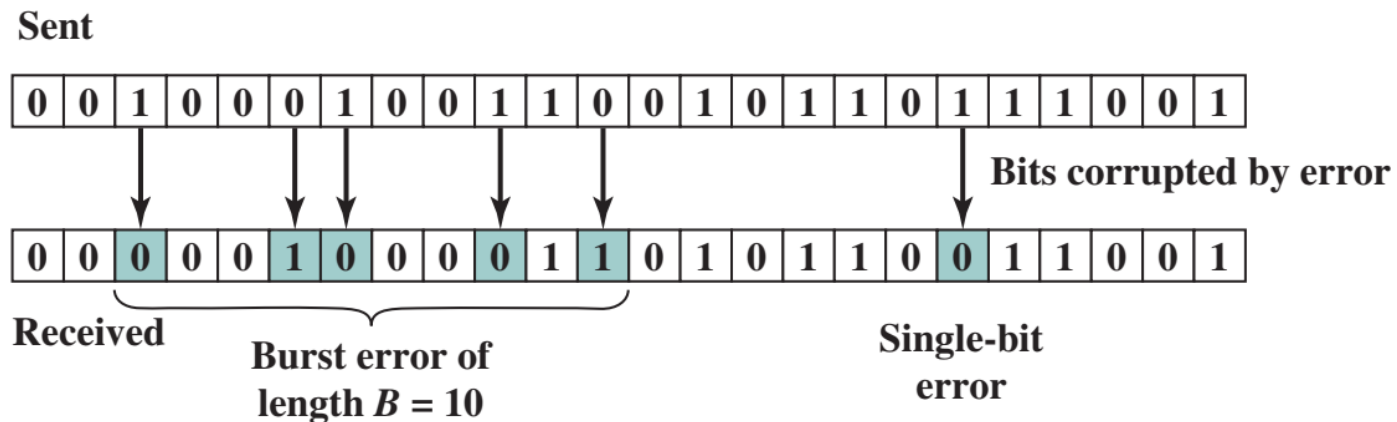 Sent
0 0 1 0 0 0 1 0 0 1 1 0 0 1 0 1 1 0 1 1 1 0 0 1
Bits corrupted by error
0 0 0 0 0 1 0 0 0 0 1 1 0 1 0 1 1 0 0 1 1 0 0 1
Received
Burst error of
length B = 10
Single-bit
error